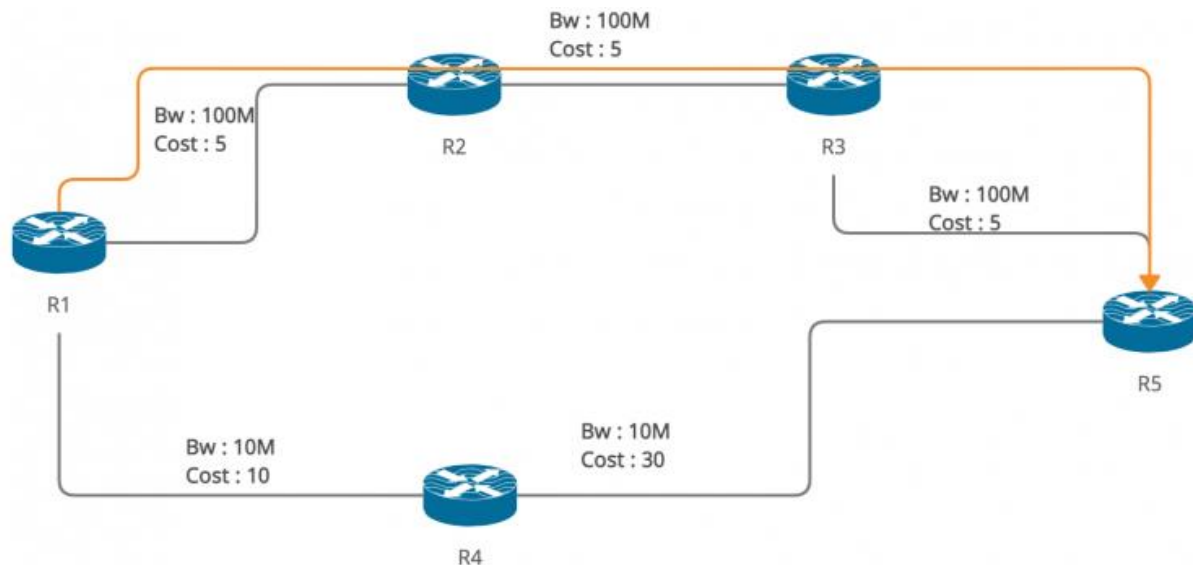 Bw : 100M
Cost : 5
Bw : 100M
Cost : 5
R2
R3
Bw : 100M
Cost : 5
R1
R5
Bw : 10M
Cost : 10
Bw : 10M
Cost : 30
R4